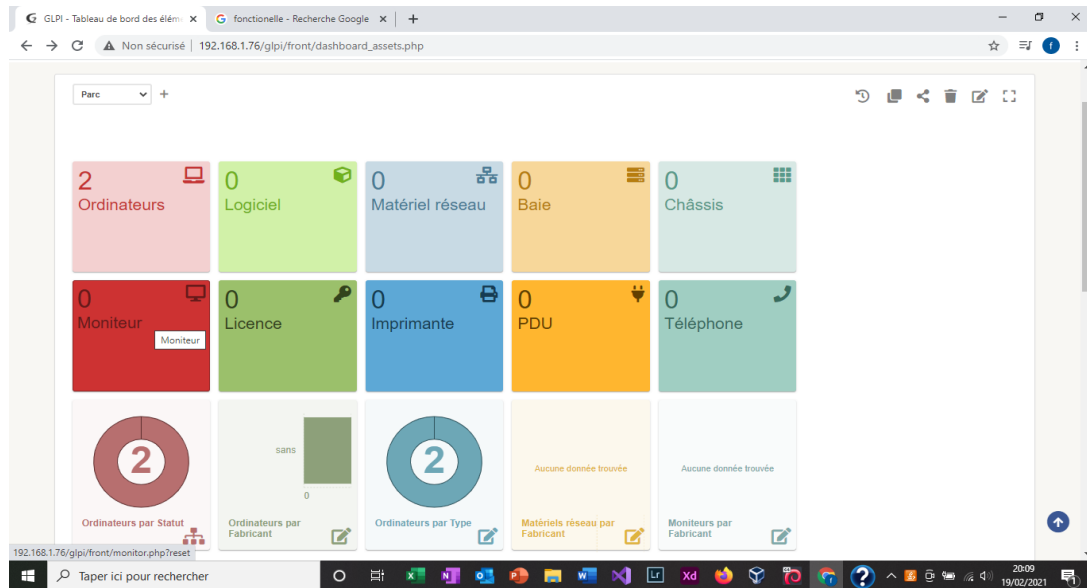 GLPI - Tableau de bord des élém
fonctionelle - Recherche Google
Non sécurisé
192.168.1.76/glpi/front/dashboard_assets.php
f
Parc
2
Ordinateurs
0
Logiciel
0
Matériel réseau
0
Baie
0
Châssis
0
Moniteur
Moniteur
0
Licence
0
Imprimante
0
PDU
0
Téléphone
2
Ordinateurs par Statut
sans
0
Ordinateurs par
Fabricant
2
Ordinateurs par Type
Aucune donnée trouvée
Matériels réseau par
Fabricant
Aucune donnée trouvée
Moniteurs par
Fabricant
192.168.1.76/glpi/front/monitor.php?reset
Taper ici pour rechercher
Lr
Xd
20:09
19/02/2021